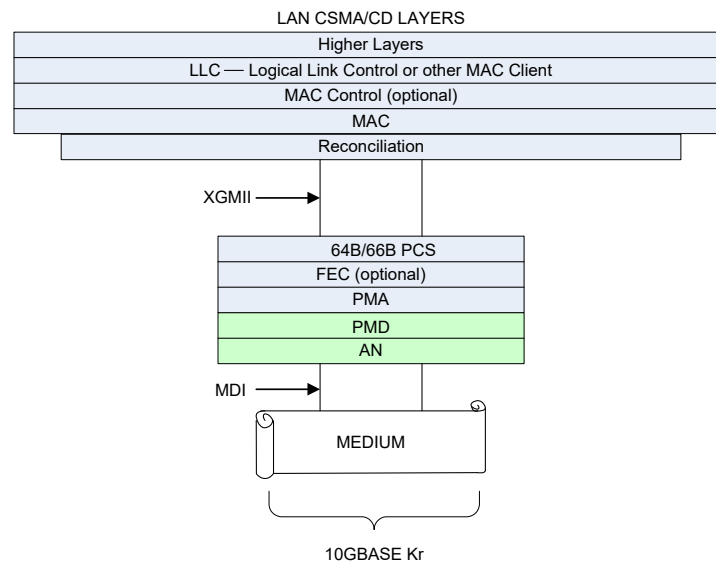 LAN CSMA/CD LAYERS
Higher Layers
LLC — Logical Link Control or other MAC Client
MAC Control (optional)
MAC
Reconciliation
XGMII
64B/66B PCS
FEC (optional)
PMA
PMD
AN
MDI
MEDIUM
10GBASE Kr